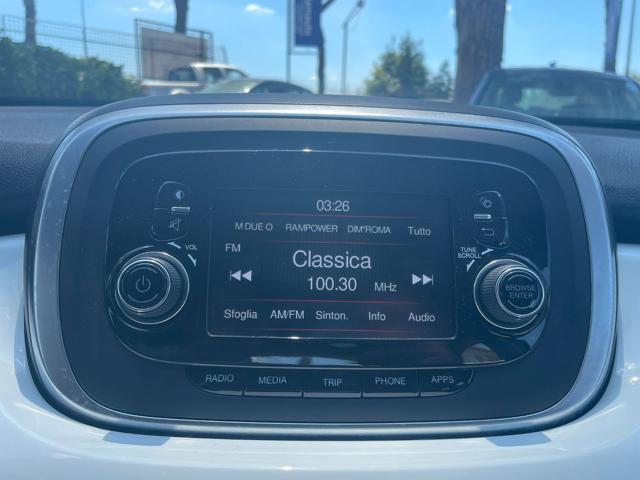 03:26
M DUE O RAMPOWER DIM*ROMA Tutto
FM
Classica
100.30 MHz
Sfoglia AM/FM Sinton. Info Audio
VOL
TUNE
SCROLL
BROWSE
ENTER
RADIO MEDIA TRIP PHONE APPS